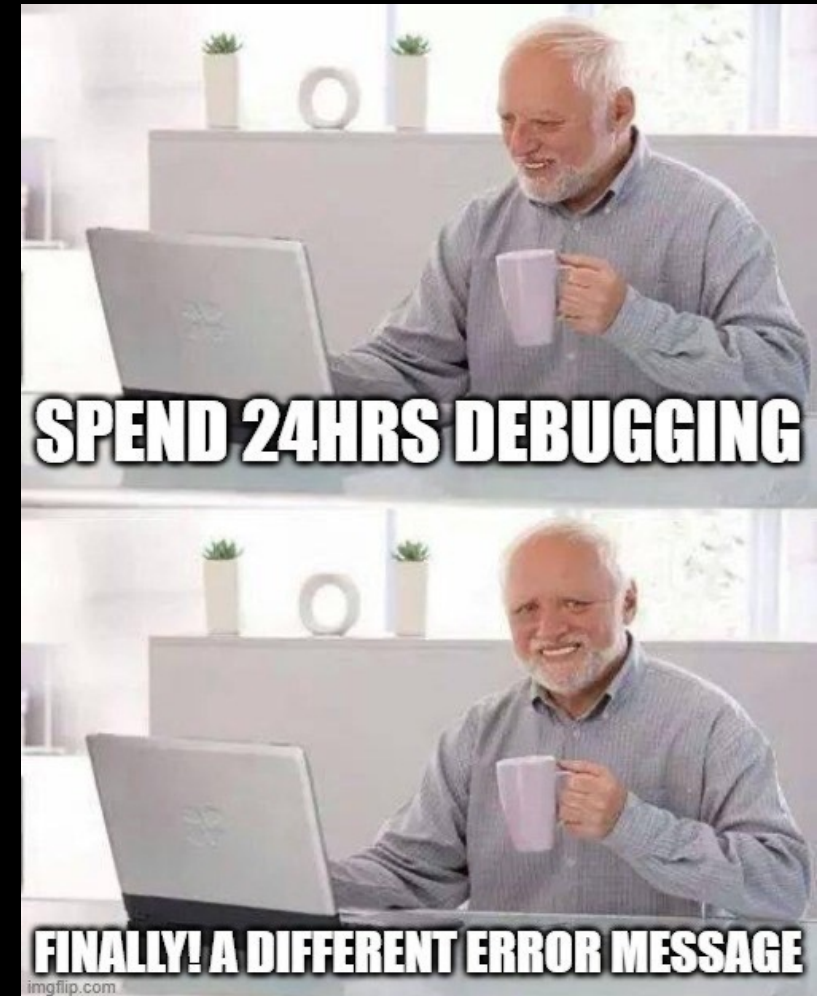 SPEND 24HRS DEBUGGING
FINALLY! A DIFFERENT ERROR MESSAGE
imgflip.com